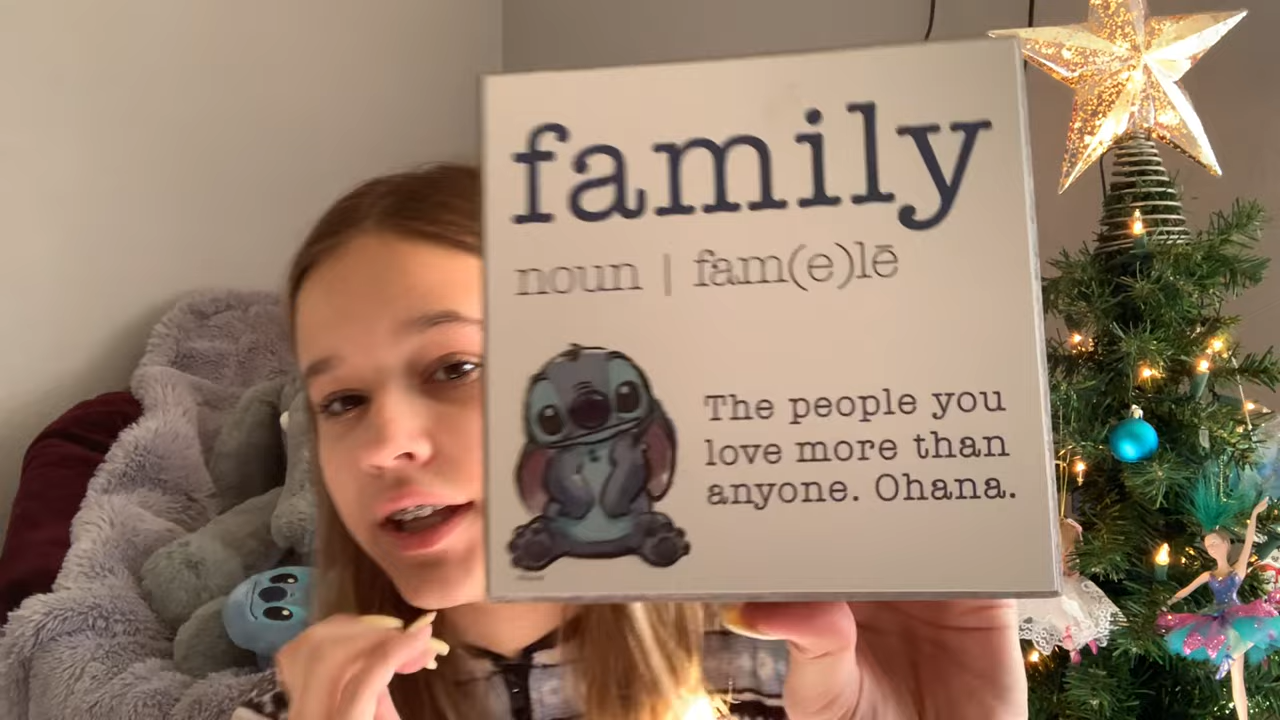 family
noun | fam(e)lē
The people you
love more than
anyone. Ohana.